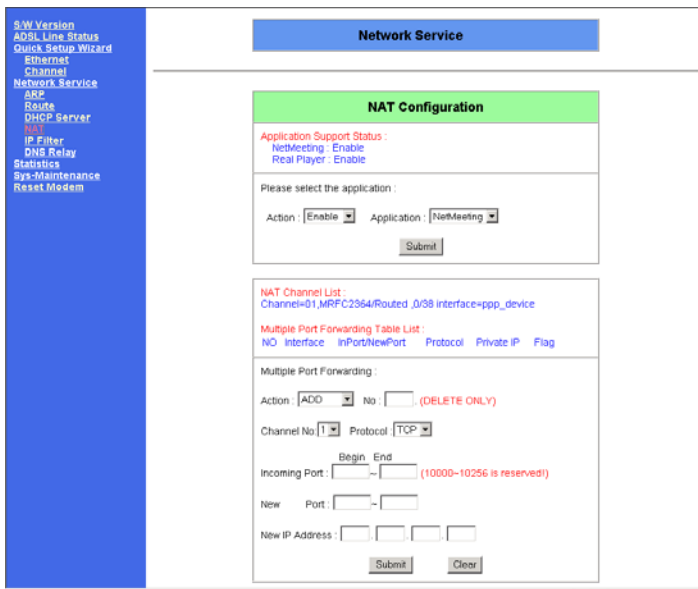 S/W Version
ADSL Line Status
Quick Setup Wizard
Ethernet
Channel
Network Service
ARP
Route
DHCP Server
NAT
IP Filter
DNS Relay
Statistics
Sys-Maintenance
Reset Modem
Network Service
NAT Configuration
Application Support Status :
NetMeeting : Enable
Real Player : Enable
Please select the application :
Action : Enable Application : NetMeeting
Submit
NAT Channel List :
Channel=01,MRFC2364/Routed ,0/38 interface=ppp_device
Multiple Port Forwarding Table List :
NO Interface InPort/NewPort Protocol Private IP Flag
Multiple Port Forwarding :
Action : ADD No : . (DELETE ONLY)
Channel No: 1 Protocol : TCP
Begin End
Incoming Port : ~ (10000~10256 is reserved!)
New Port : ~
New IP Address : . . .
Submit Clear